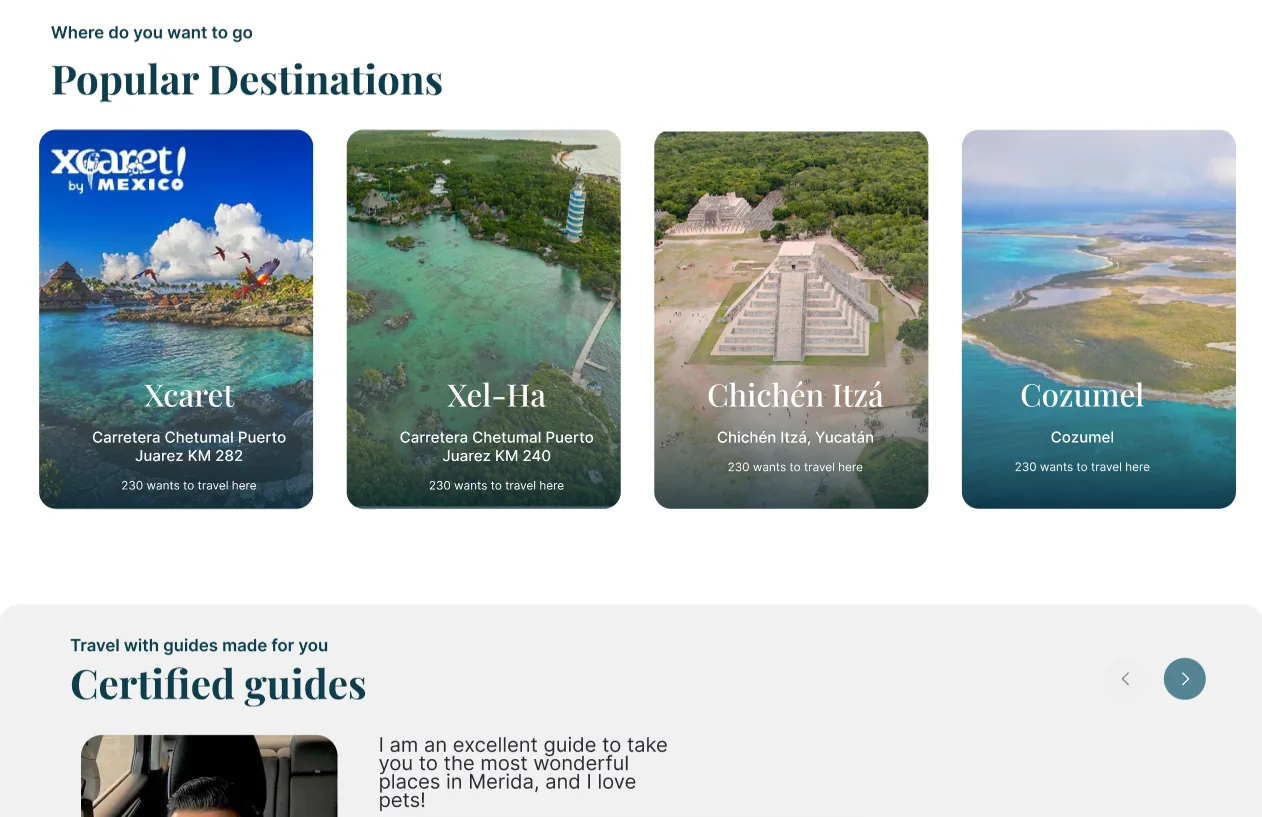 Where do you want to go
Popular Destinations
xcaret!
by MEXICO
Xcaret
Carretera Chetumal Puerto
Juarez KM 282
230 wants to travel here
Xel-Ha
Carretera Chetumal Puerto
Juarez KM 240
230 wants to travel here
Chichén Itzá
Chichén Itzá, Yucatán
230 wants to travel here
Cozumel
Cozumel
230 wants to travel here
Travel with guides made for you
Certified guides
I am an excellent guide to take
you to the most wonderful
places in Merida, and I love
pets!